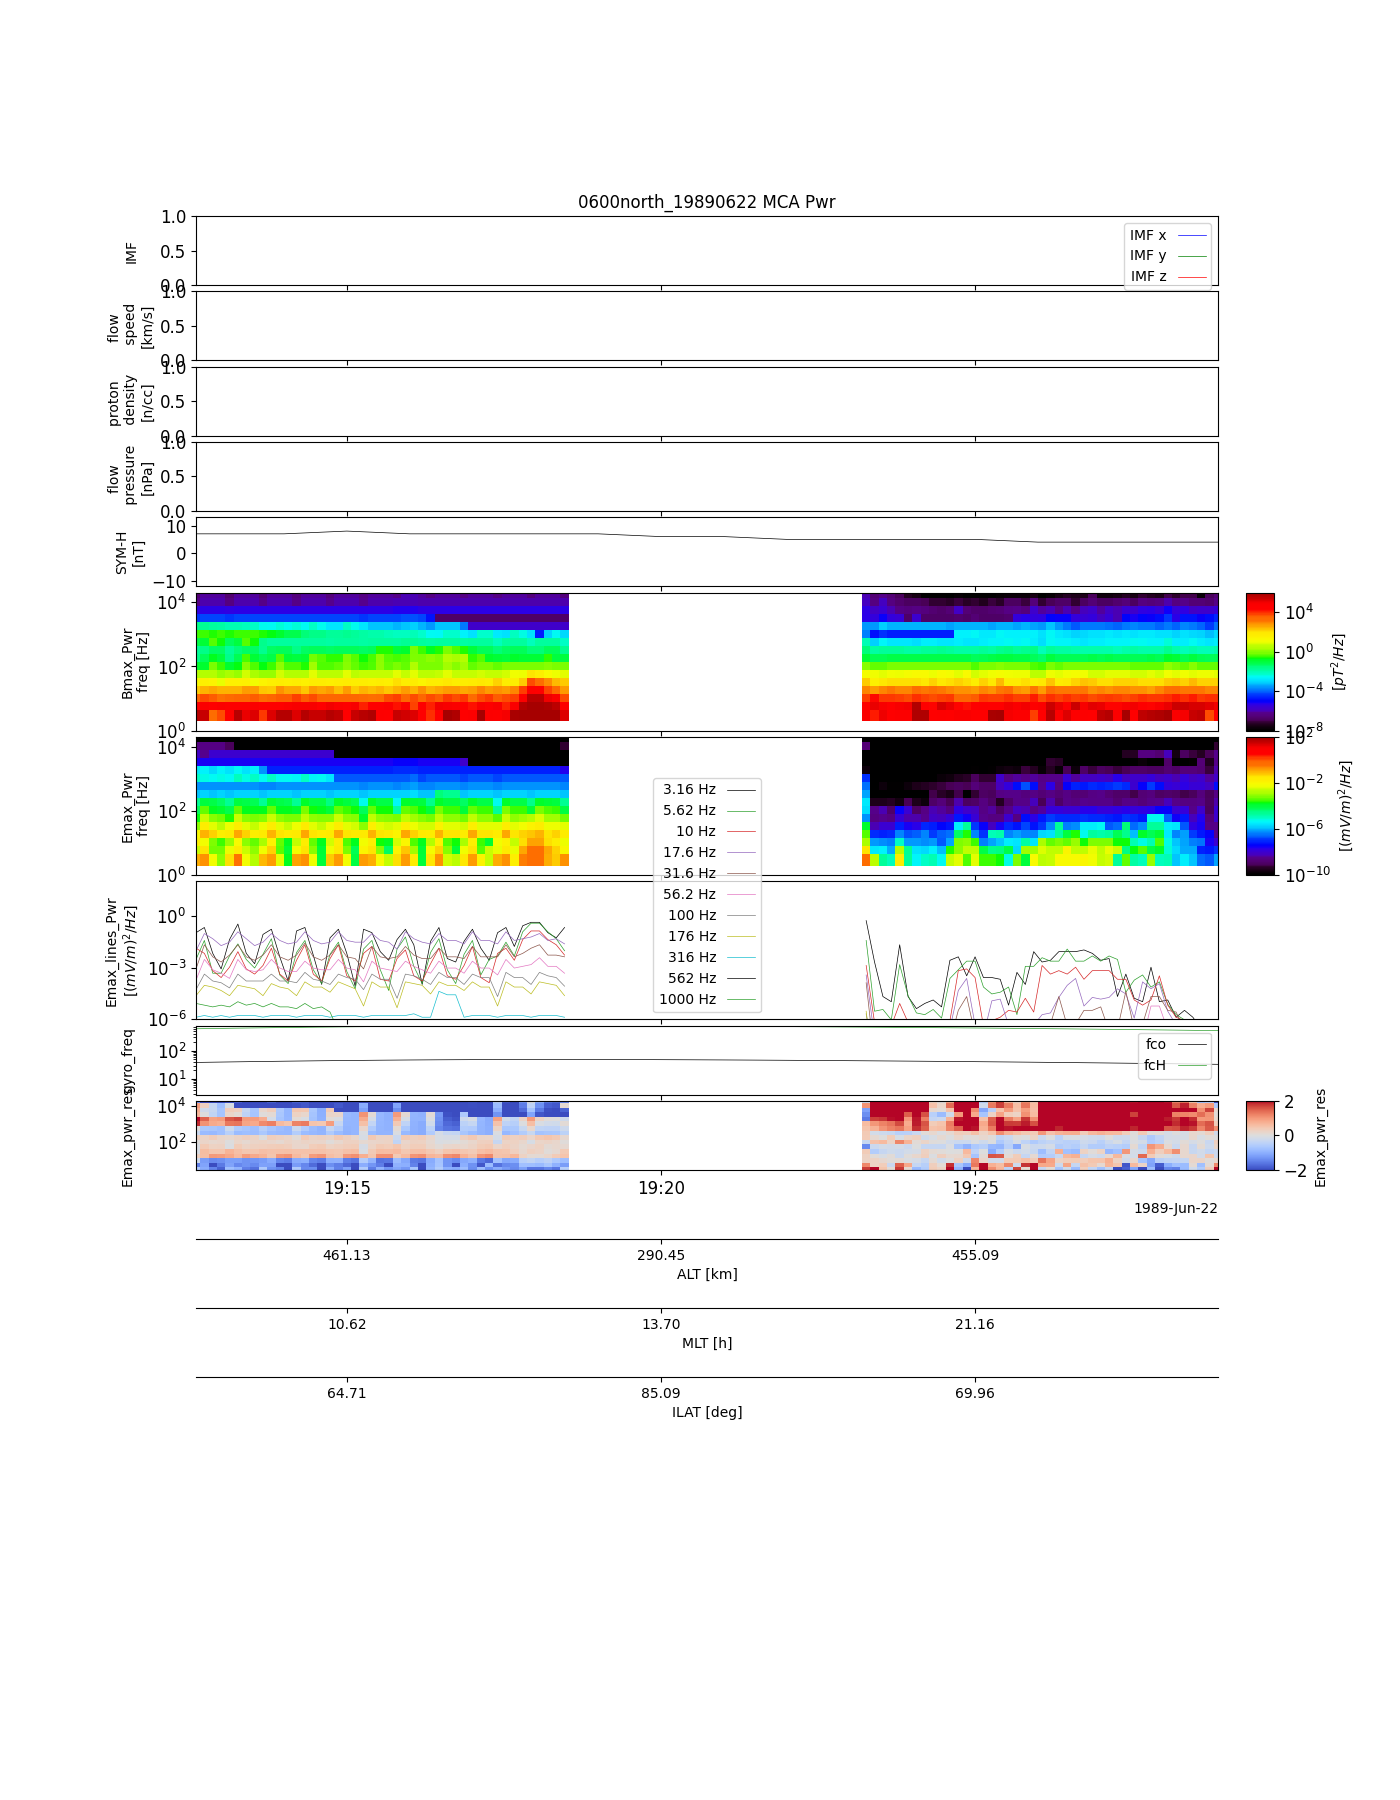 0600north_19890622 MCA Pwr
1.0
0.5
0.0
IMF
IMF x
IMF y
IMF z
1.0
0.5
0.0
flow
speed
[km/s]
1.0
0.5
0.0
proton
density
[n/cc]
1.0
0.5
0.0
flow
pressure
[nPa]
10
0
−10
SYM-H
[nT]
10^4
10^2
10^0
Bmax_Pwr
freq [Hz]
10^4
10^0
10^−4
10^−8
[pT^2/Hz]
10^4
10^2
10^0
Emax_Pwr
freq [Hz]
10^2
10^−2
10^−6
10^−10
[(mV/m)^2/Hz]
3.16 Hz
5.62 Hz
10 Hz
17.6 Hz
31.6 Hz
56.2 Hz
100 Hz
176 Hz
316 Hz
562 Hz
1000 Hz
10^0
10^−3
10^−6
Emax_lines_Pwr
[(mV/m)^2/Hz]
10^2
10^1
gyro_freq
fco
fcH
10^4
10^2
Emax_pwr_res
2
0
−2
Emax_pwr_res
19:15 19:20 19:25
1989-Jun-22
461.13 290.45 455.09
ALT [km]
10.62 13.70 21.16
MLT [h]
64.71 85.09 69.96
ILAT [deg]